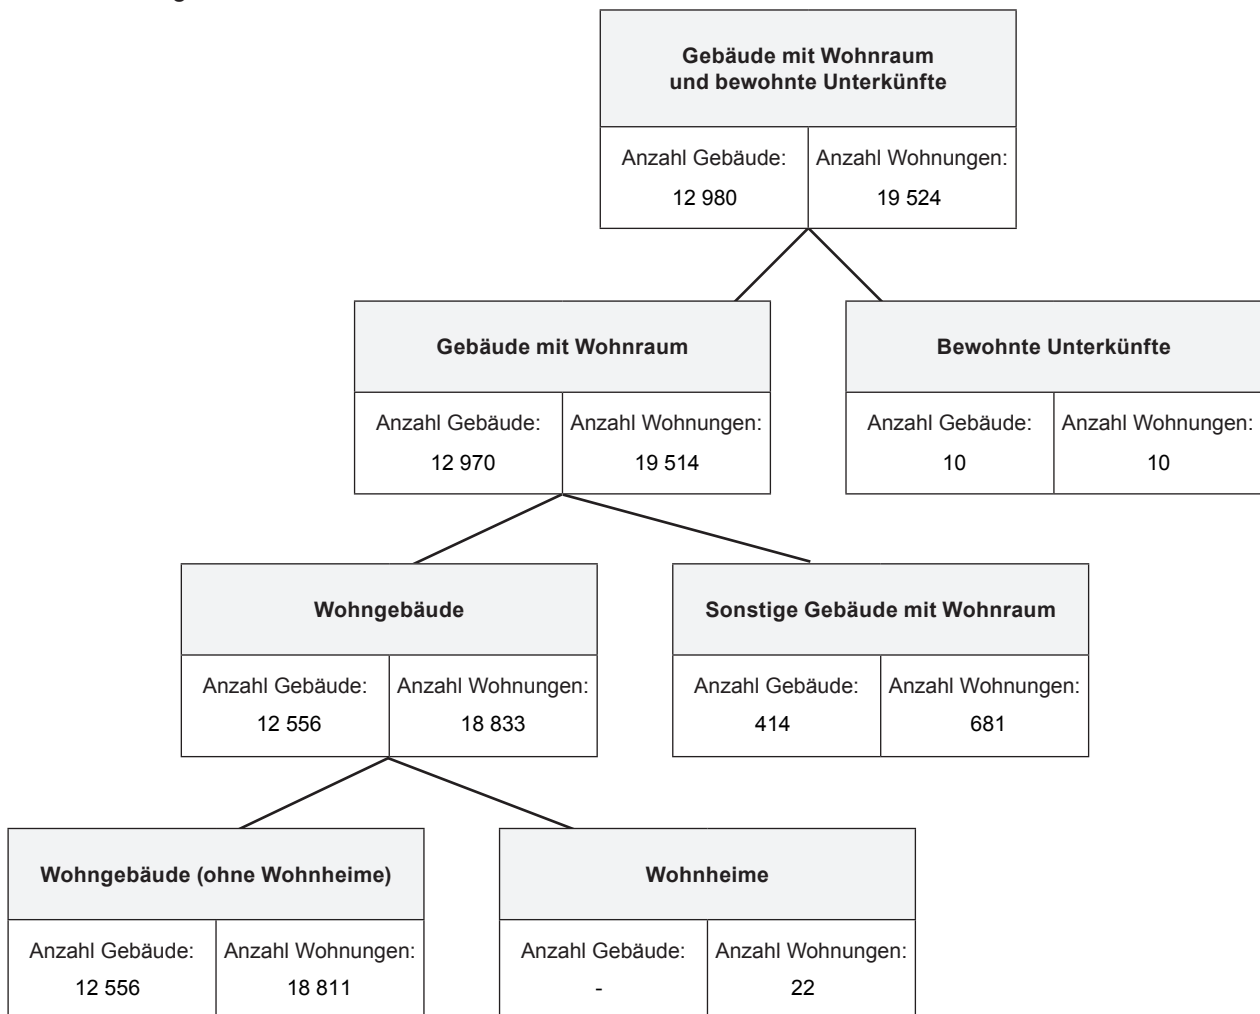 Gebäude mit Wohnraum
und bewohnte Unterkünfte
Anzahl Gebäude: Anzahl Wohnungen:
12 980 19 524
Gebäude mit Wohnraum Bewohnte Unterkünfte
Anzahl Gebäude: Anzahl Wohnungen: Anzahl Gebäude: Anzahl Wohnungen:
12 970 19 514 10 10
Wohngebäude Sonstige Gebäude mit Wohnraum
Anzahl Gebäude: Anzahl Wohnungen: Anzahl Gebäude: Anzahl Wohnungen:
12 556 18 833 414 681
Wohngebäude (ohne Wohnheime) Wohnheime
Anzahl Gebäude: Anzahl Wohnungen: Anzahl Gebäude: Anzahl Wohnungen:
12 556 18 811 - 22